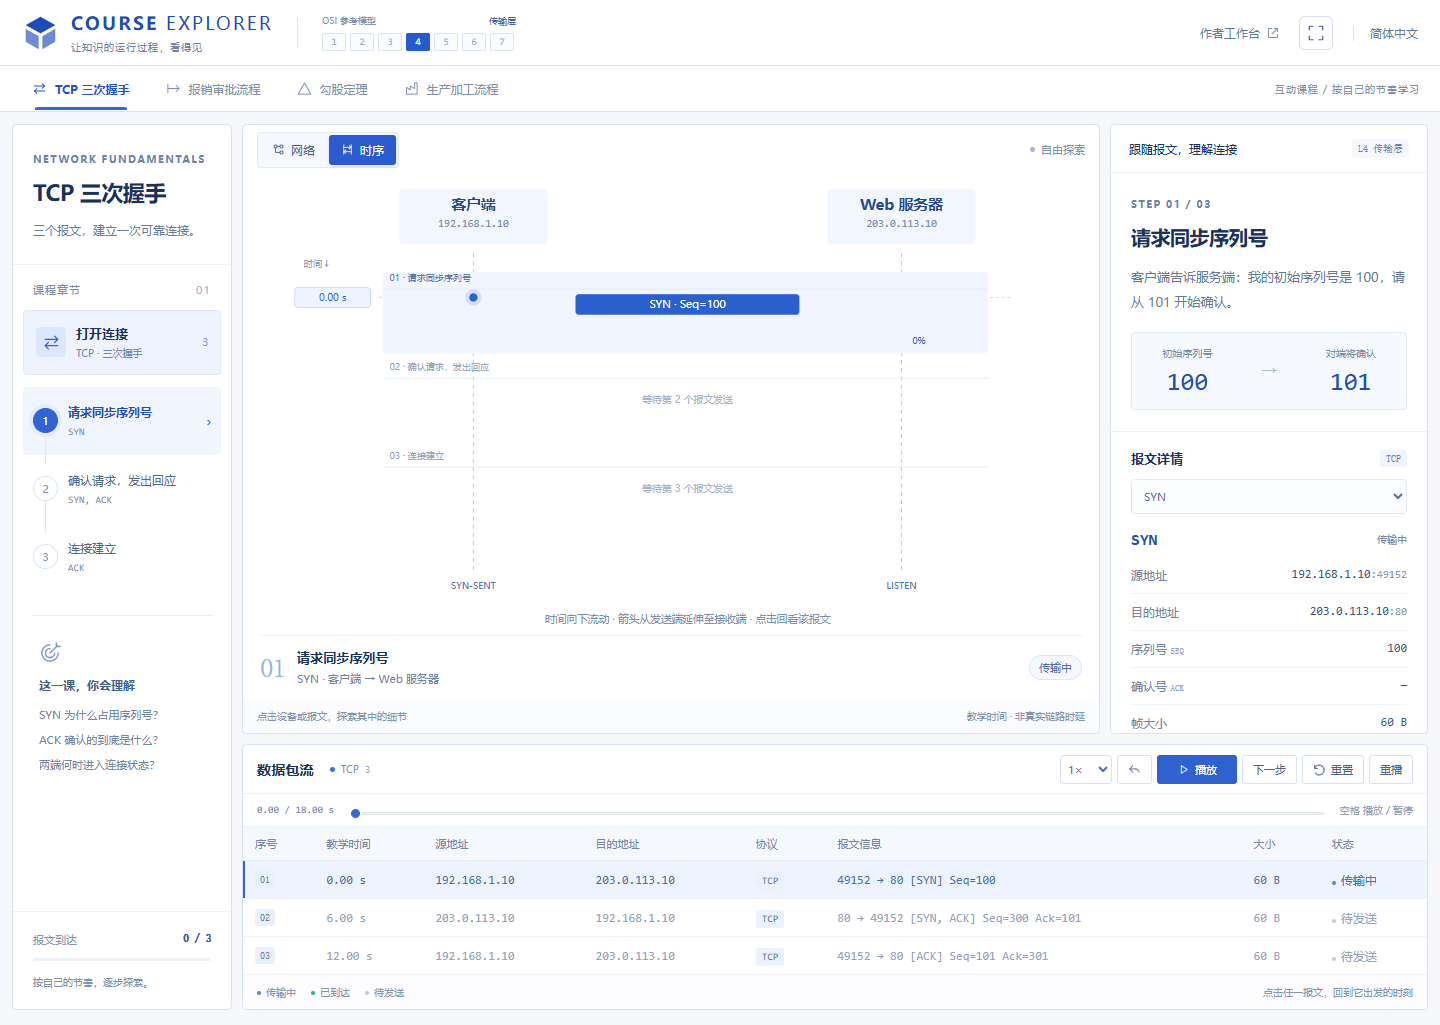 COURSE EXPLORER
让知识的运行过程，看得见
OSI 参考模型
传输层
1 2 3 4 5 6 7
作者工作台
简体中文
TCP 三次握手
报销审批流程
勾股定理
生产加工流程
互动课程 / 按自己的节奏学习
NETWORK FUNDAMENTALS
TCP 三次握手
三个报文，建立一次可靠连接。
课程章节 01
打开连接
TCP · 三次握手
3
1
请求同步序列号
SYN
›
2
确认请求，发出回应
SYN, ACK
3
连接建立
ACK
这一课，你会理解
SYN 为什么占用序列号？
ACK 确认的到底是什么？
两端何时进入连接状态？
报文到达 0 / 3
按自己的节奏，逐步探索。
网络
时序
自由探索
客户端
192.168.1.10
Web 服务器
203.0.113.10
时间↓
0.00 s
01 · 请求同步序列号
SYN · Seq=100
0%
02 · 确认请求，发出回应
等待第 2 个报文发送
03 · 连接建立
等待第 3 个报文发送
SYN-SENT
LISTEN
时间向下流动 · 箭头从发送端延伸至接收端 · 点击回看该报文
01
请求同步序列号
SYN · 客户端 → Web 服务器
传输中
点击设备或报文，探索其中的细节
教学时间 · 非真实链路时延
跟随报文，理解连接
L4 传输层
STEP 01 / 03
请求同步序列号
客户端告诉服务端：我的初始序列号是 100，请
从 101 开始确认。
初始序列号
100
→
对端将确认
101
报文详情
TCP
SYN
SYN 传输中
源地址 192.168.1.10:49152
目的地址 203.0.113.10:80
序列号 SEQ 100
确认号 ACK —
帧大小 60 B
数据包流
TCP 3
1×
播放
下一步
重置
重播
0.00 / 18.00 s
空格 播放 / 暂停
序号 教学时间 源地址 目的地址 协议 报文信息 大小 状态
01 0.00 s 192.168.1.10 203.0.113.10 TCP 49152 → 80 [SYN] Seq=100 60 B 传输中
02 6.00 s 203.0.113.10 192.168.1.10 TCP 80 → 49152 [SYN, ACK] Seq=300 Ack=101 60 B 待发送
03 12.00 s 192.168.1.10 203.0.113.10 TCP 49152 → 80 [ACK] Seq=101 Ack=301 60 B 待发送
传输中 已到达 待发送
点击任一报文，回到它出发的时刻